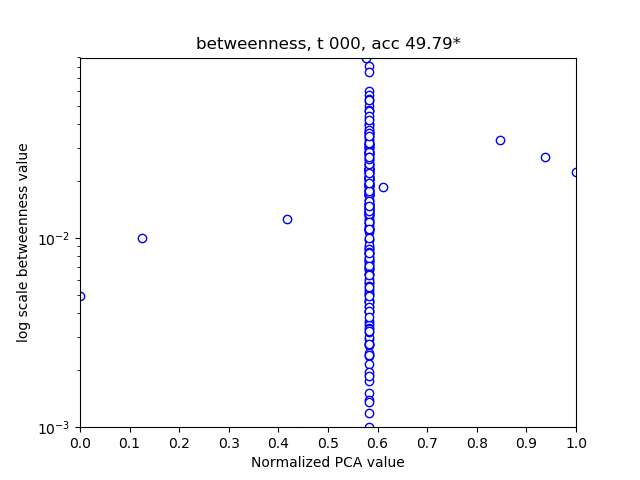 betweenness, t 000, acc 49.79*
log scale betweenness value
10⁻²
10⁻³
0.0 0.1 0.2 0.3 0.4 0.5 0.6 0.7 0.8 0.9 1.0
Normalized PCA value